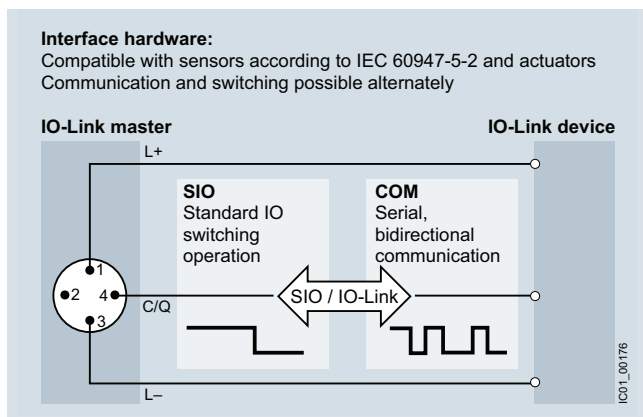 Interface hardware:
Compatible with sensors according to IEC 60947-5-2 and actuators
Communication and switching possible alternately
IO-Link master
IO-Link device
L+
SIO
Standard IO
switching
operation
COM
Serial,
bidirectional
communication
1
2
4
3
C/Q
SIO / IO-Link
L–
IC01_00176